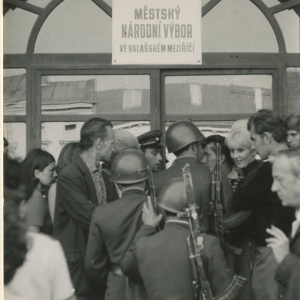 MĚSTSKÝ
NÁRODNÍ VÝBOR
VE VALAŠSKÉM MEZIŘÍČÍ